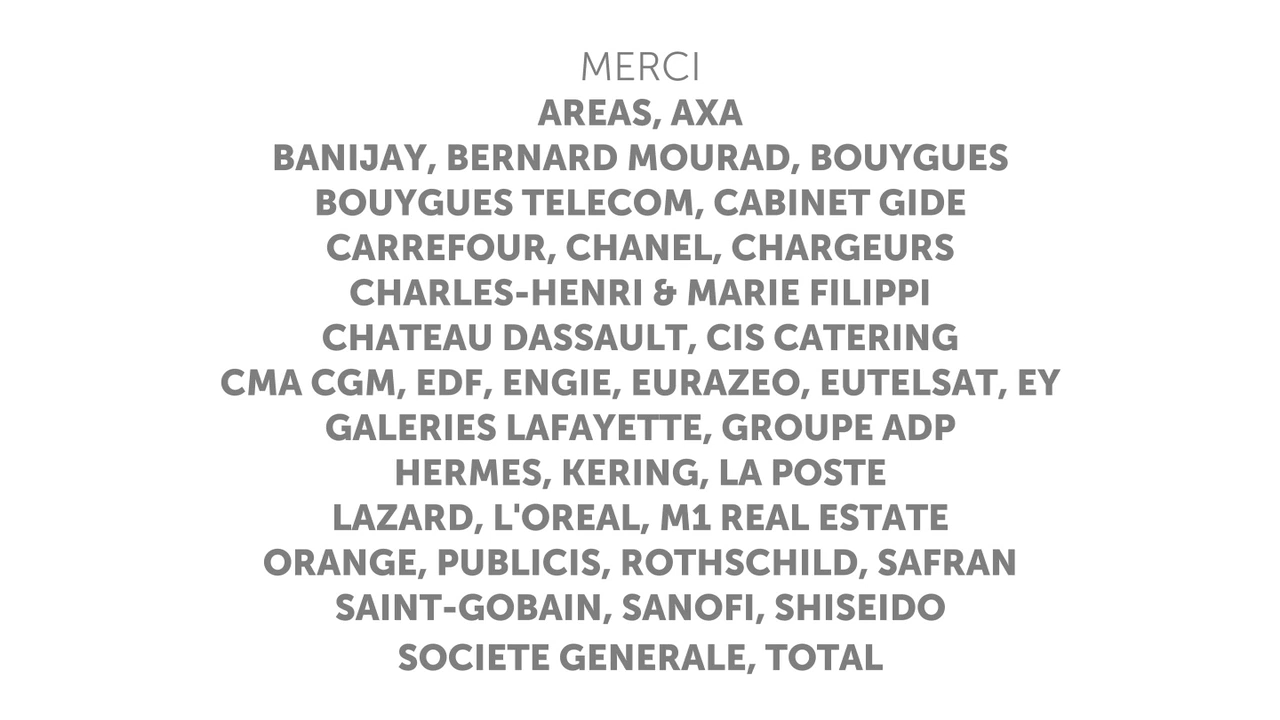 MERCI
AREAS, AXA
BANIJAY, BERNARD MOURAD, BOUYGUES
BOUYGUES TELECOM, CABINET GIDE
CARREFOUR, CHANEL, CHARGEURS
CHARLES-HENRI & MARIE FILIPPI
CHATEAU DASSAULT, CIS CATERING
CMA CGM, EDF, ENGIE, EURAZEO, EUTELSAT, EY
GALERIES LAFAYETTE, GROUPE ADP
HERMES, KERING, LA POSTE
LAZARD, L'OREAL, M1 REAL ESTATE
ORANGE, PUBLICIS, ROTHSCHILD, SAFRAN
SAINT-GOBAIN, SANOFI, SHISEIDO
SOCIETE GENERALE, TOTAL